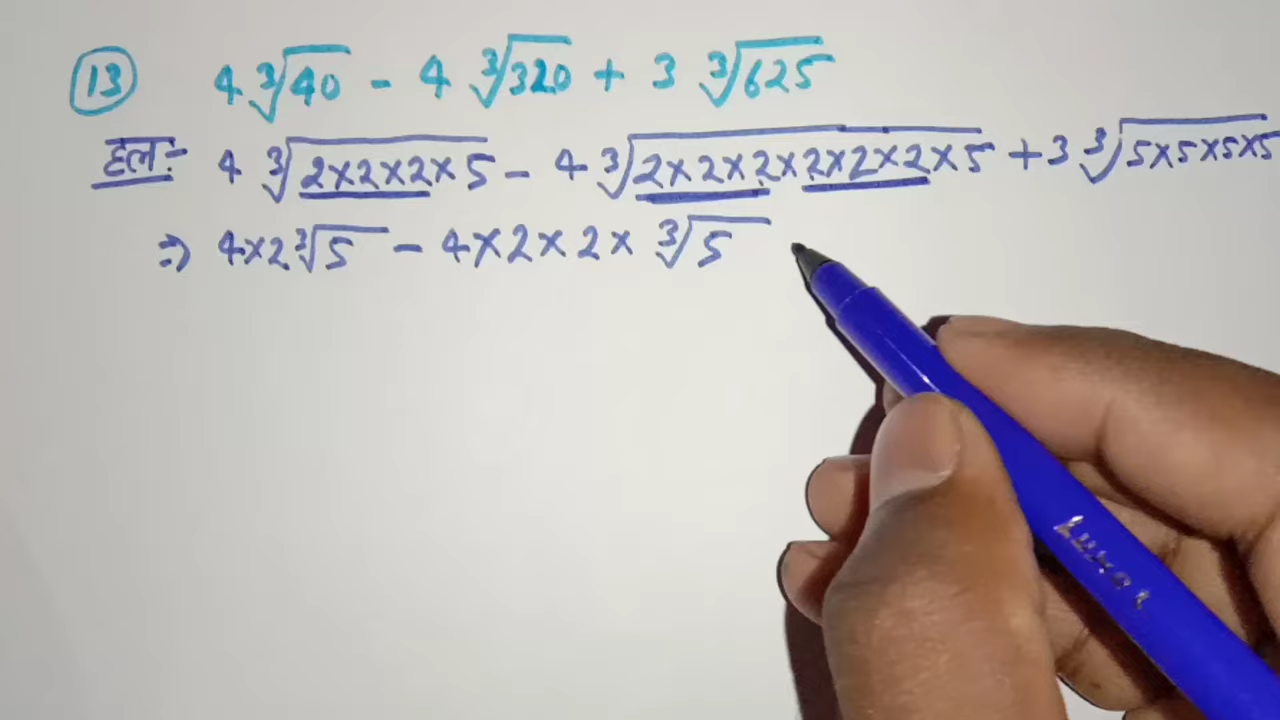 13 4∛40 - 4 ∛320 + 3 ∛625
हल:- 4 ∛2×2×2×5 - 4 ∛2×2×2×2×2×2×5 + 3 ∛5×5×5×5
⇒ 4×2∛5 - 4×2×2× ∛5